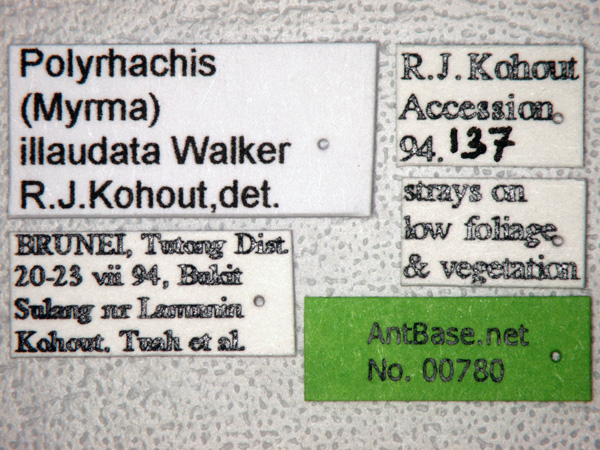 Polyrhachis
(Myrma)
illaudata Walker
R.J.Kohout,det.
R.J.Kohout
Accession
94.137
strays on
low foliage
& vegetation
BRUNEI, Tutong Dist.
20-23 vii 94, Bukit
Sulang nr Lamunin
Kohout, Tuah et al.
AntBase.net
No. 00780